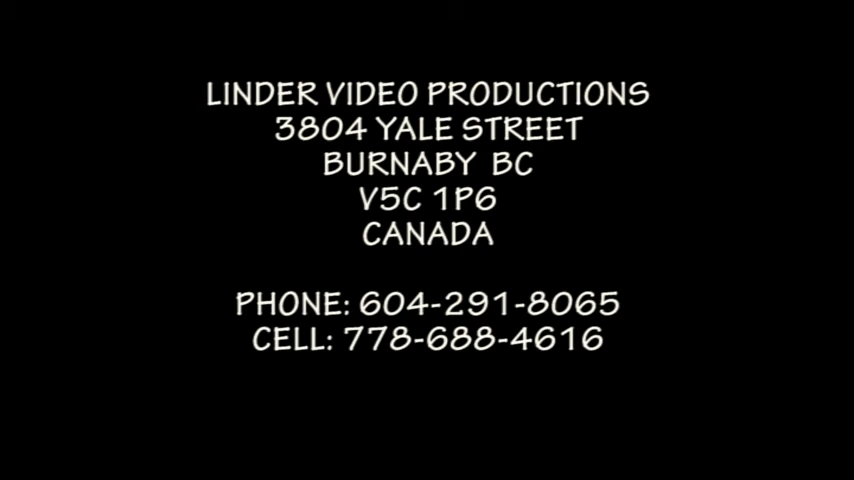 LINDER VIDEO PRODUCTIONS
3804 YALE STREET
BURNABY BC
V5C 1P6
CANADA
PHONE: 604-291-8065
CELL: 778-688-4616